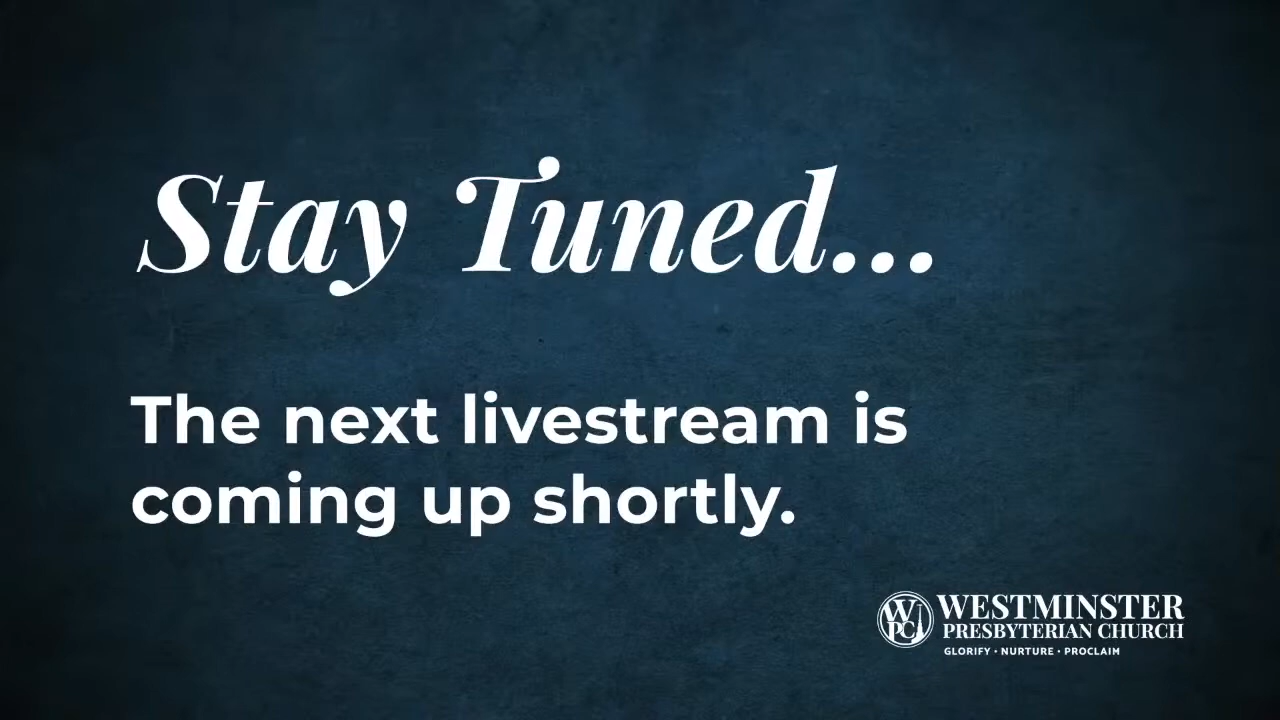 Stay Tuned...
The next livestream is
coming up shortly.
WPC
WESTMINSTER
PRESBYTERIAN CHURCH
GLORIFY • NURTURE • PROCLAIM